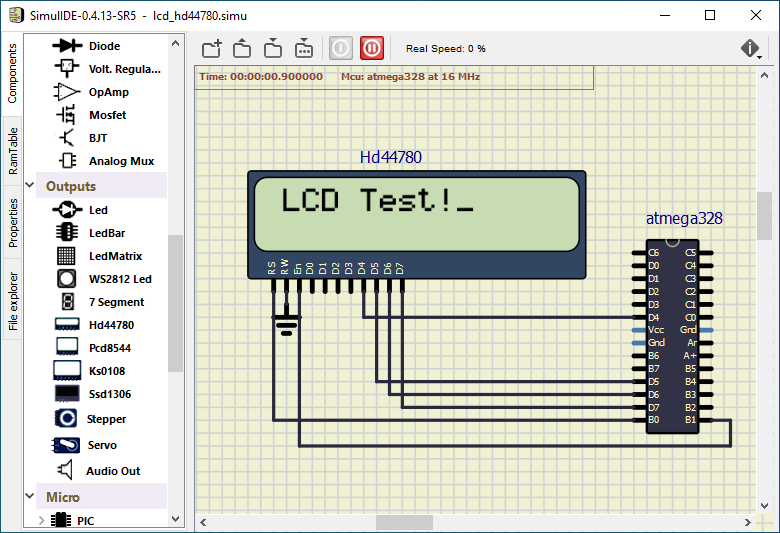 SimulIDE-0.4.13-SR5 - lcd_hd44780.simu
Components
RamTable
Properties
File explorer
Diode
Volt. Regula...
OpAmp
Mosfet
BJT
Analog Mux
Outputs
Led
LedBar
LedMatrix
WS2812 Led
7 Segment
Hd44780
Pcd8544
Ks0108
Ssd1306
Stepper
Servo
Audio Out
Micro
PIC
Real Speed: 0 %
Time: 00:00:00.900000 Mcu: atmega328 at 16 MHz
Hd44780
LCD Test!_
RS RW En D0 D1 D2 D3 D4 D5 D6 D7
atmega328
C6 C5
D0 C4
D1 C3
D2 C2
D3 C1
D4 C0
Vcc Gnd
Gnd Ar
B6 A+
B7 B5
D5 B4
D6 B3
D7 B2
B0 B1